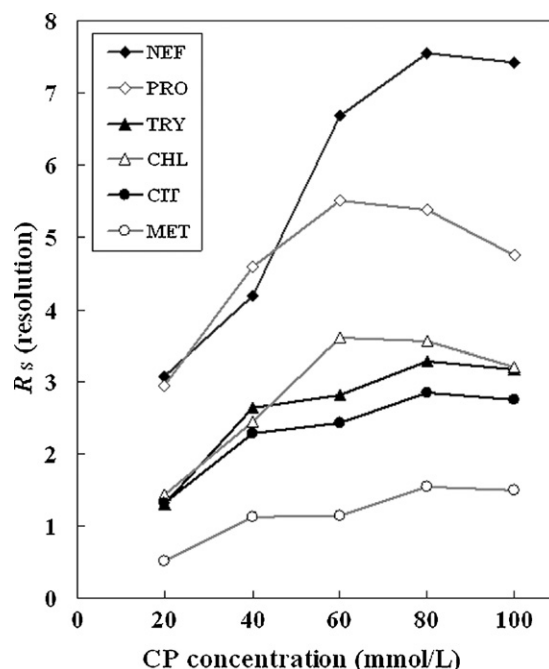 8
7
6
5
4
3
2
1
0
NEF
PRO
TRY
CHL
CIT
MET
Rs (resolution)
0 20 40 60 80 100
CP concentration (mmol/L)